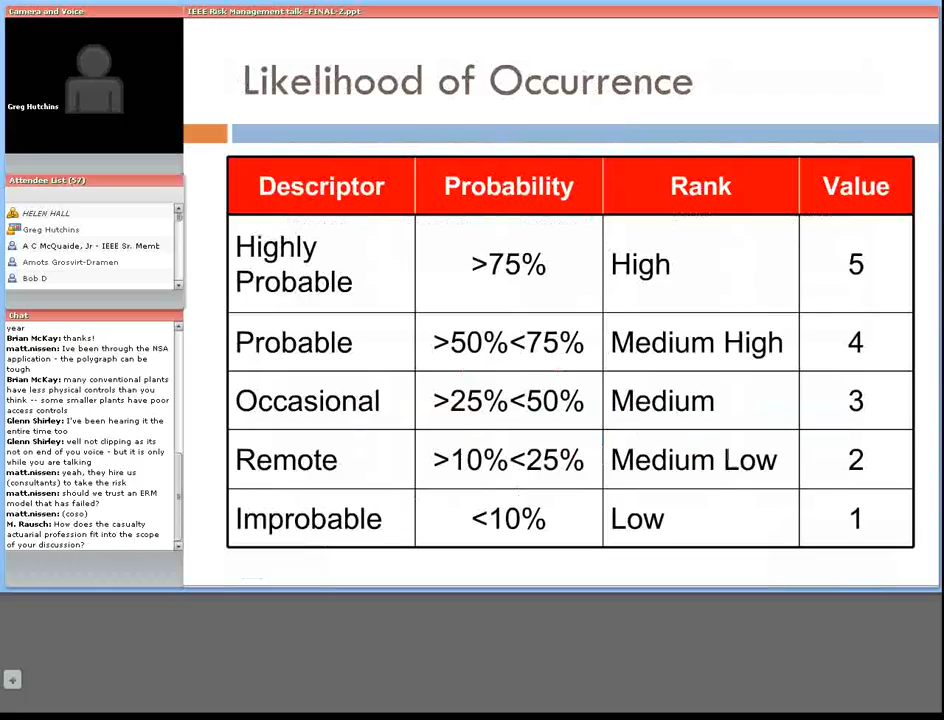 Camera and Voice
IEEE Risk Management talk -FINAL-2.ppt
Greg Hutchins
Attendee List (57)
HELEN HALL
Greg Hutchins
A C McQuaide, Jr - IEEE Sr. Memb
Amots Grosvirt-Dramen
Bob D
Chat
year
Brian McKay: thanks!
matt.nissen: Ive been through the NSA
application - the polygraph can be
tough
Brian McKay: many conventional plants
have less physical controls than you
think -- some smaller plants have poor
access controls
Glenn Shirley: I've been hearing it the
entire time too
Glenn Shirley: vell not clipping as its
not on end of you voice - but it is only
while you are talking
matt.nissen: yeah, they hire us
(consultants) to take the risk
matt.nissen: should we trust an ERM
model that has failed?
matt.nissen: (coso)
M. Rausch: How does the casualty
actuarial profession fit into the scope
of your discussion?
Likelihood of Occurrence
Descriptor Probability Rank Value
Highly
Probable >75% High 5
Probable >50%<75% Medium High 4
Occasional >25%<50% Medium 3
Remote >10%<25% Medium Low 2
Improbable <10% Low 1